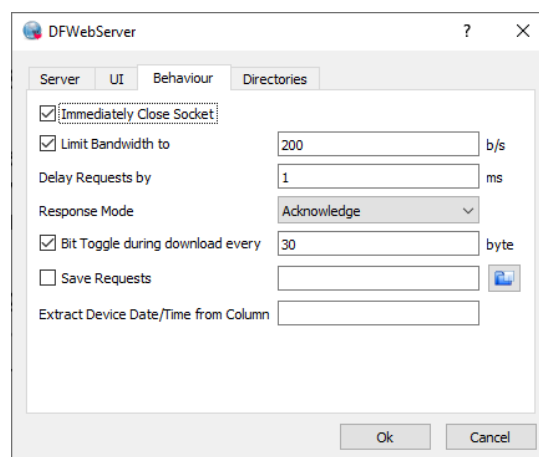 DFWebServer ?
Server UI Behaviour Directories
Immediately Close Socket
Limit Bandwidth to 200 b/s
Delay Requests by 1 ms
Response Mode Acknowledge
Bit Toggle during download every 30 byte
Save Requests
Extract Device Date/Time from Column
Ok Cancel